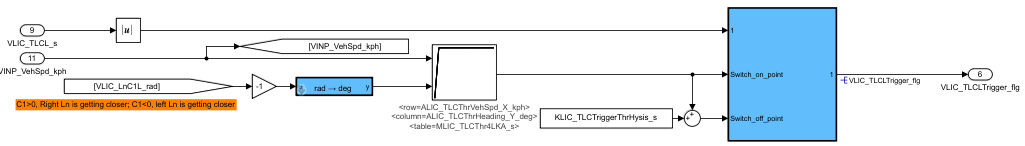 9
|u|
VLIC_TLCL_s
[VINP_VehSpd_kph]
11
VINP_VehSpd_kph
[VLIC_LnC1L_rad]
-1
rad → deg
y
C1>0, Right Ln is getting closer; C1<0, left Ln is getting closer
<row=ALIC_TLCThrVehSpd_X_kph>
<column=ALIC_TLCThrHeading_Y_deg>
<table=MLIC_TLCThr4LKA_s>
KLIC_TLCTriggerThrHysis_s
+
+
1
Switch_on_point
Switch_off_point
1
VLIC_TLCLTrigger_flg
6
VLIC_TLCLTrigger_flg